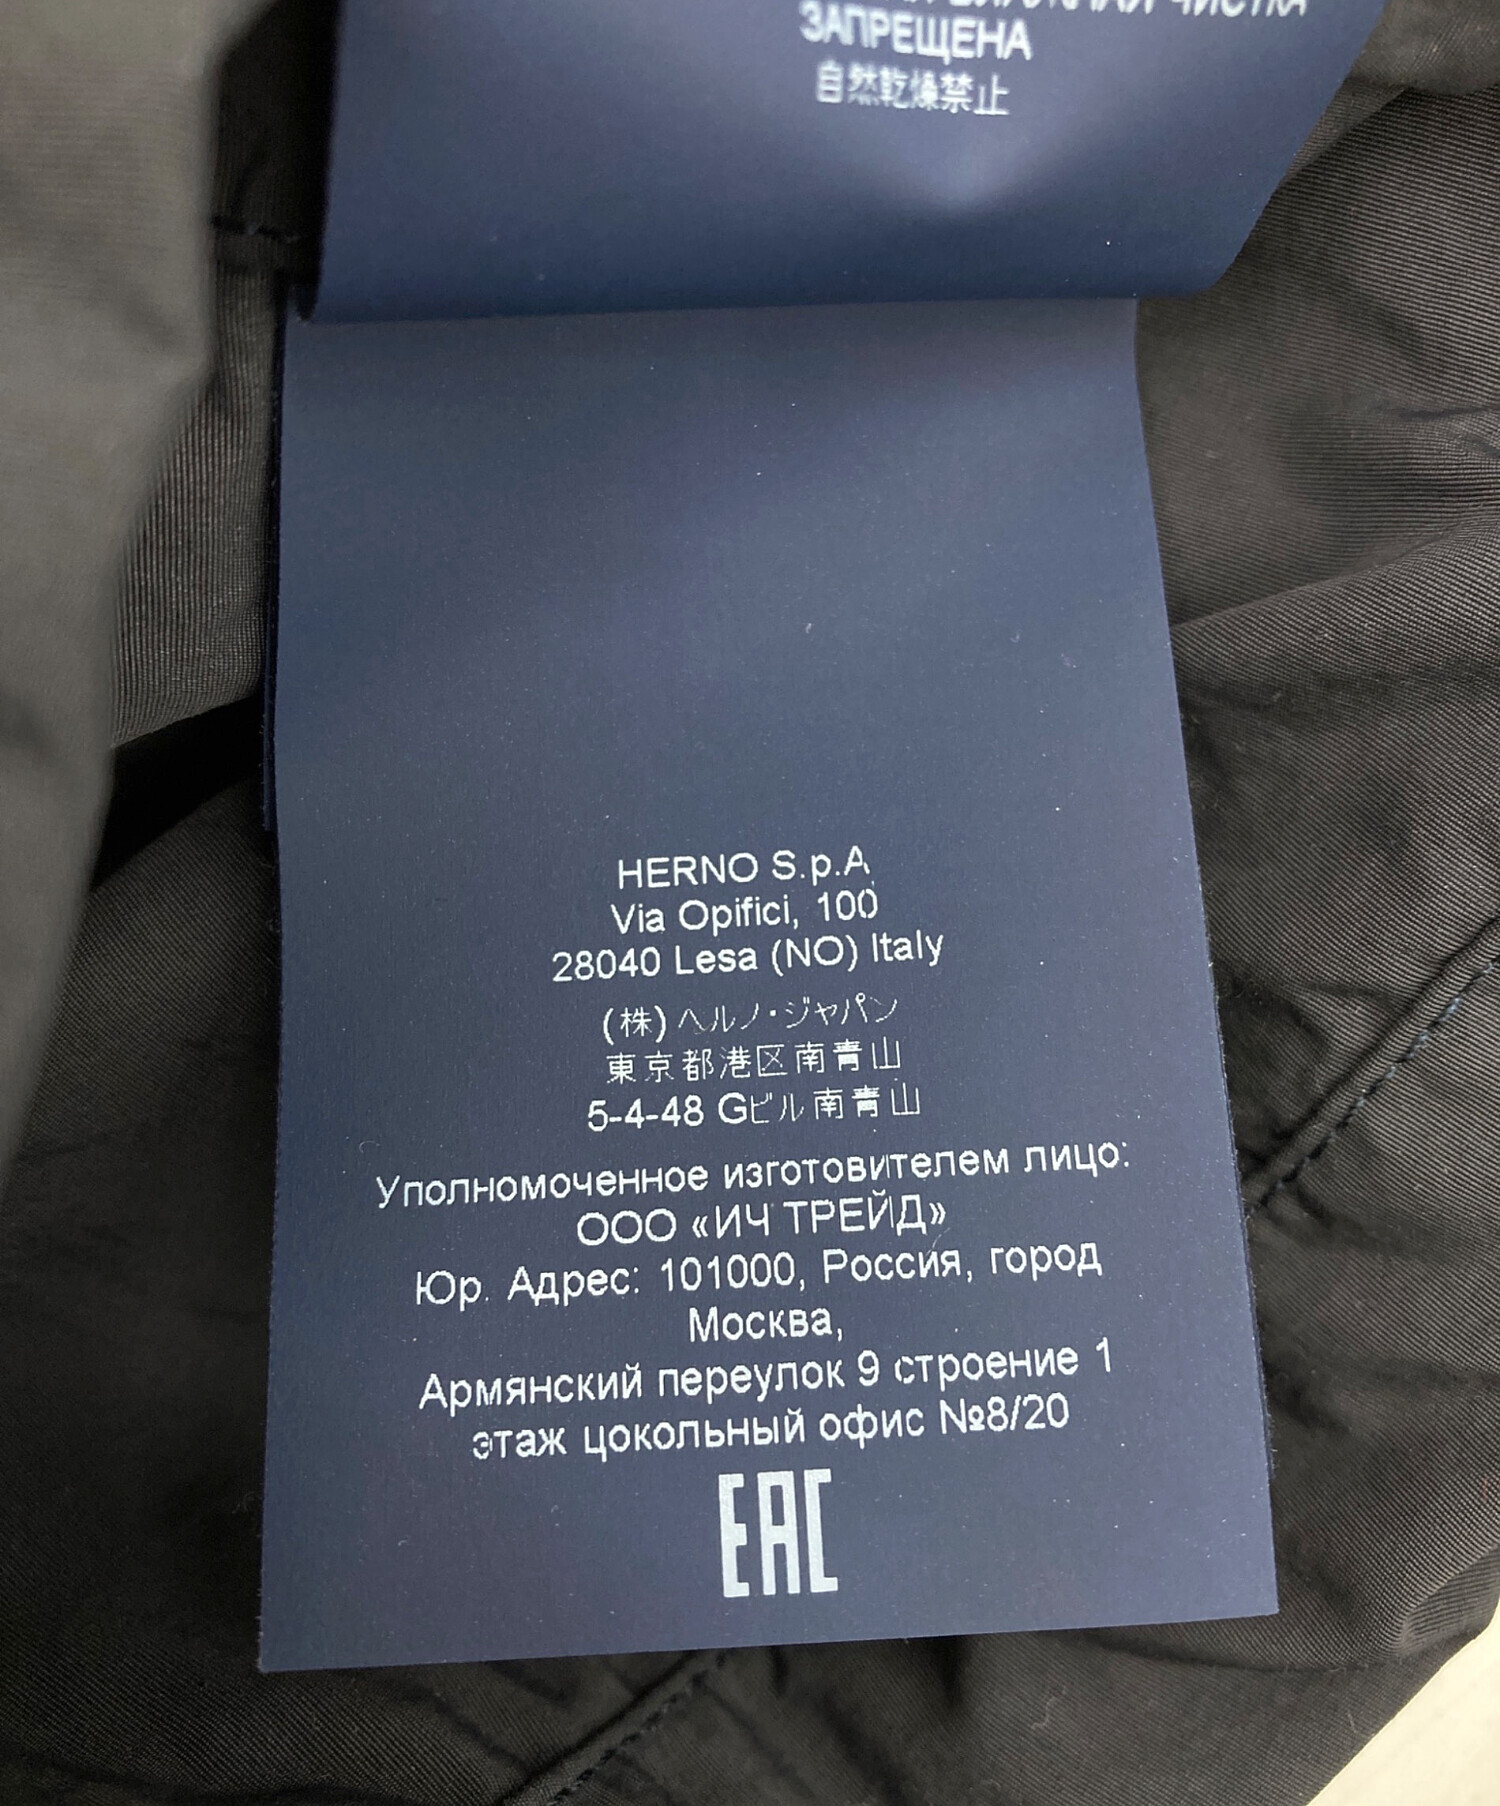 ЧИСТКА
ЗАПРЕЩЕНА
自然乾燥禁止
HERNO S.p.A
Via Opifici, 100
28040 Lesa (NO) Italy
(株)ヘルノ・ジャパン
東京都港区南青山
5-4-48 Gビル南青山
Уполномоченное изготовителем лицо:
ООО «ИЧ ТРЕЙД»
Юр. Адрес: 101000, Россия, город
Москва,
Армянский переулок 9 строение 1
этаж цокольный офис №8/20
EAC